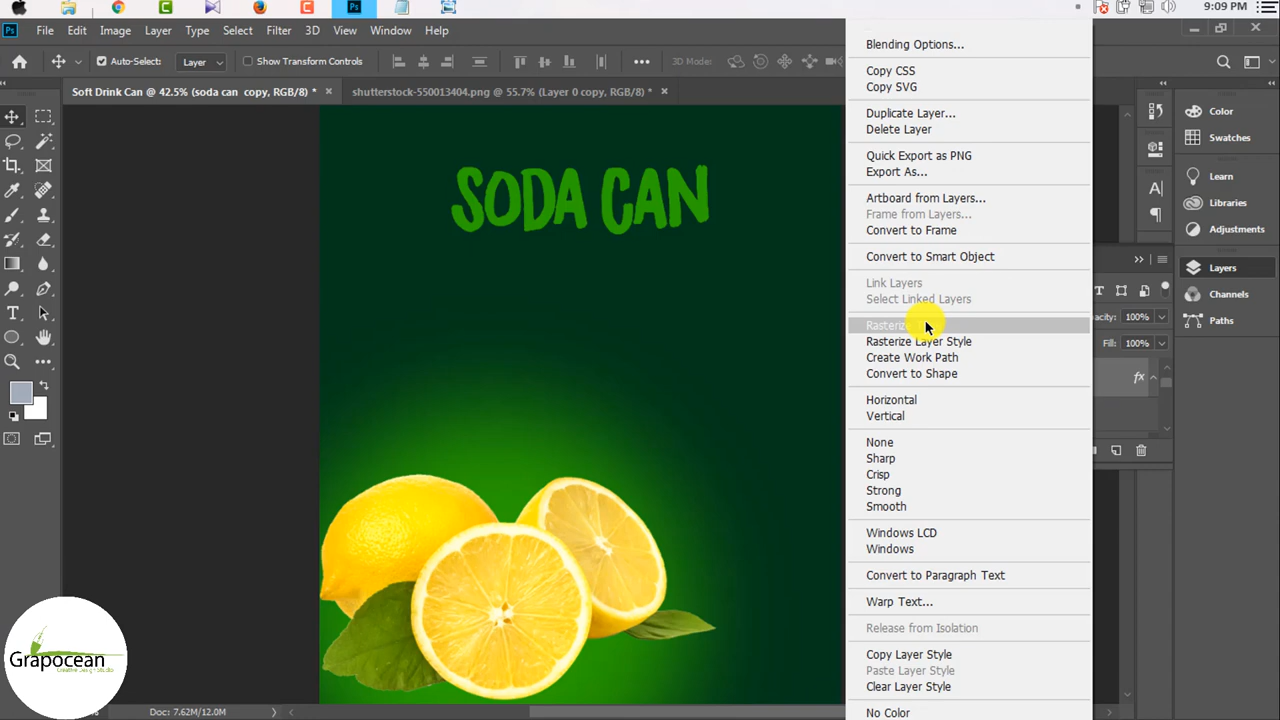 9:09 PM
File Edit Image Layer Type Select Filter 3D View Window Help
Auto-Select: Layer Show Transform Controls 3D Mode:
Soft Drink Can @ 42.5% (soda can copy, RGB/8) * × shutterstock-550013404.png @ 55.7% (Layer 0 copy, RGB/8) * ×
SODA CAN
Blending Options...
Copy CSS
Copy SVG
Duplicate Layer...
Delete Layer
Quick Export as PNG
Export As...
Artboard from Layers...
Frame from Layers...
Convert to Frame
Convert to Smart Object
Link Layers
Select Linked Layers
Rasterize
Rasterize Layer Style
Create Work Path
Convert to Shape
Horizontal
Vertical
None
Sharp
Crisp
Strong
Smooth
Windows LCD
Windows
Convert to Paragraph Text
Warp Text...
Release from Isolation
Copy Layer Style
Paste Layer Style
Clear Layer Style
No Color
Color
Swatches
Learn
Libraries
Adjustments
Layers
Channels
Paths
100%
Fill: 100%
fx
Grapocean
Creative Design Studio
Doc: 7.62M/12.0M